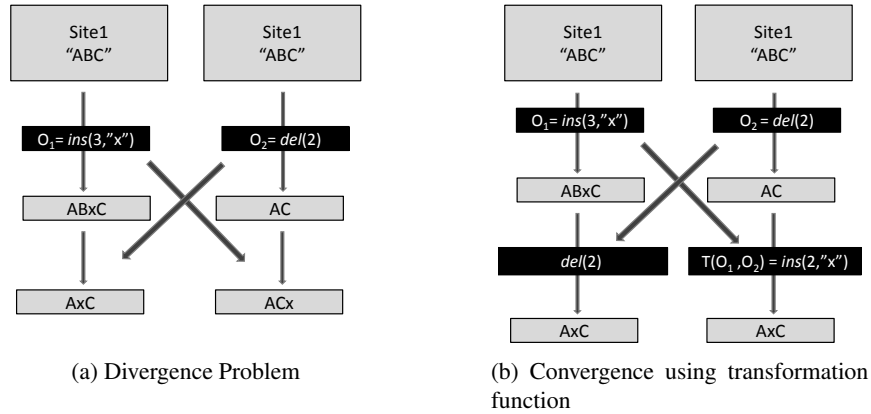 Site1
“ABC”
Site1
“ABC”
O₁= ins(3,”x”)
O₂= del(2)
ABxC
AC
AxC
ACx
(a) Divergence Problem
Site1
“ABC”
Site1
“ABC”
O₁= ins(3,”x”)
O₂= del(2)
ABxC
AC
del(2)
T(O₁ ,O₂) = ins(2,”x”)
AxC
AxC
(b) Convergence using transformation
function